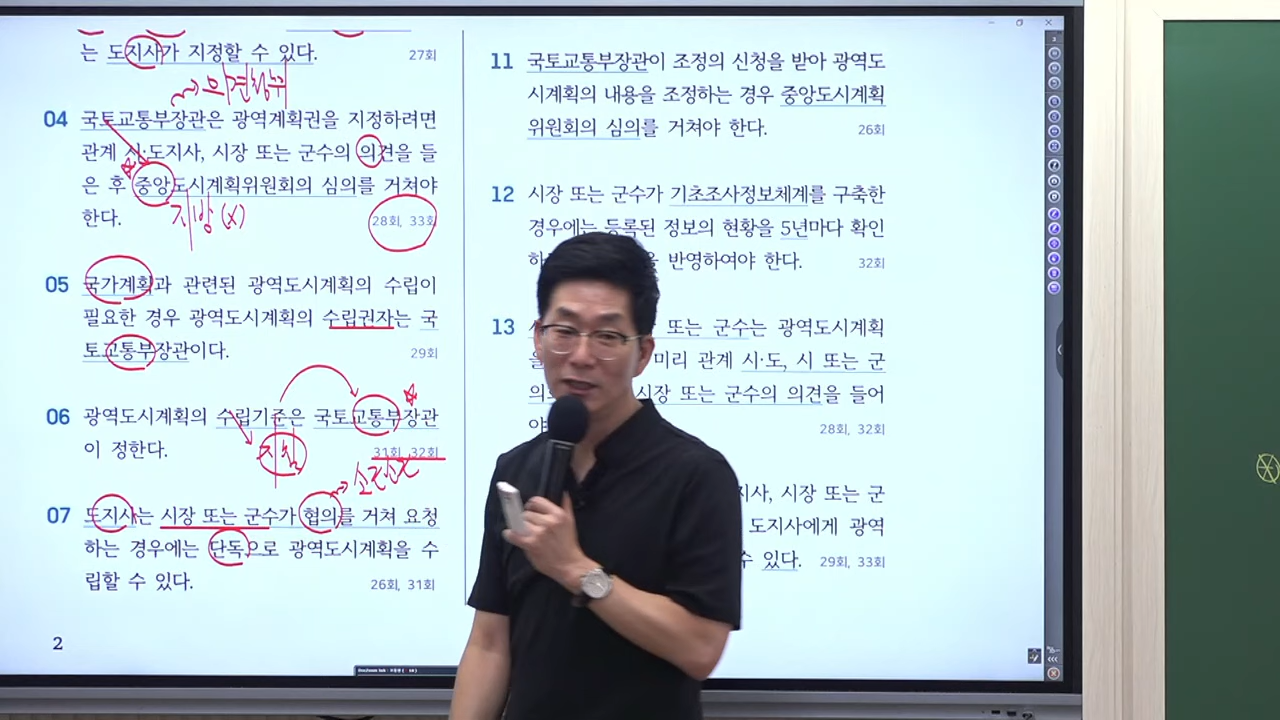 는 도지사가 지정할 수 있다. 27회
의견청취
04 국토교통부장관은 광역계획권을 지정하려면
관계 시·도지사, 시장 또는 군수의 의견을 들
은 후 중앙도시계획위원회의 심의를 거쳐야
한다. 28회, 33회
지방(X)
05 국가계획과 관련된 광역도시계획의 수립이
필요한 경우 광역도시계획의 수립권자는 국
토교통부장관이다. 29회
06 광역도시계획의 수립기준은 국토교통부장관
이 정한다. 31회, 32회
07 도지사는 시장 또는 군수가 협의를 거쳐 요청
하는 경우에는 단독으로 광역도시계획을 수
립할 수 있다. 26회, 31회
2
11 국토교통부장관이 조정의 신청을 받아 광역도
시계획의 내용을 조정하는 경우 중앙도시계획
위원회의 심의를 거쳐야 한다. 26회
12 시장 또는 군수가 기초조사정보체계를 구축한
경우에는 등록된 정보의 현황을 5년마다 확인
반영하여야 한다. 32회
13 또는 군수는 광역도시계획
미리 관계 시·도, 시 또는 군
시장 또는 군수의 의견을 들어
28회, 32회
지사, 시장 또는 군
도지사에게 광역
수 있다. 29회, 33회